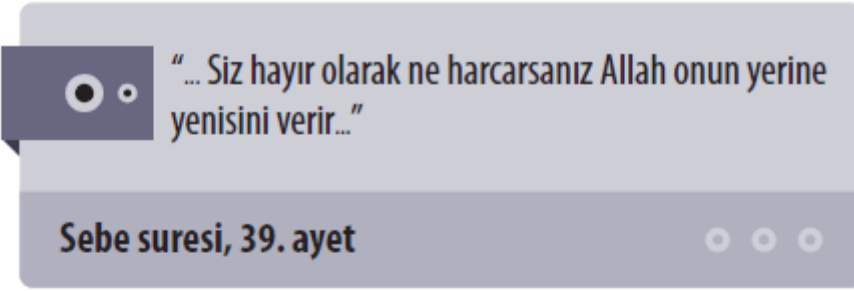 “... Siz hayır olarak ne harcarsanız Allah onun yerine
yenisini verir...”
Sebe suresi, 39. ayet